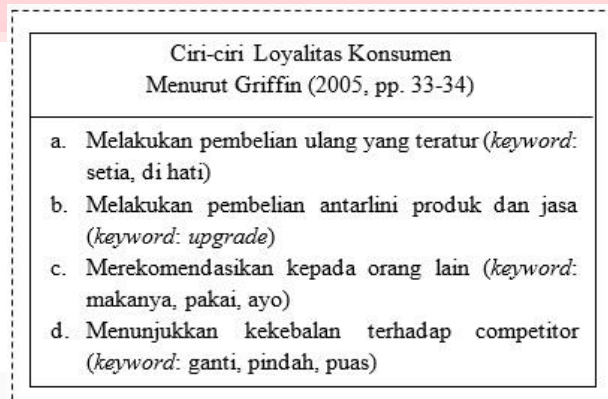 Ciri-ciri Loyalitas Konsumen
Menurut Griffin (2005, pp. 33-34)
a. Melakukan pembelian ulang yang teratur (keyword:
setia, di hati)
b. Melakukan pembelian antarlini produk dan jasa
(keyword: upgrade)
c. Merekomendasikan kepada orang lain (keyword:
makanya, pakai, ayo)
d. Menunjukkan kekebalan terhadap competitor
(keyword: ganti, pindah, puas)